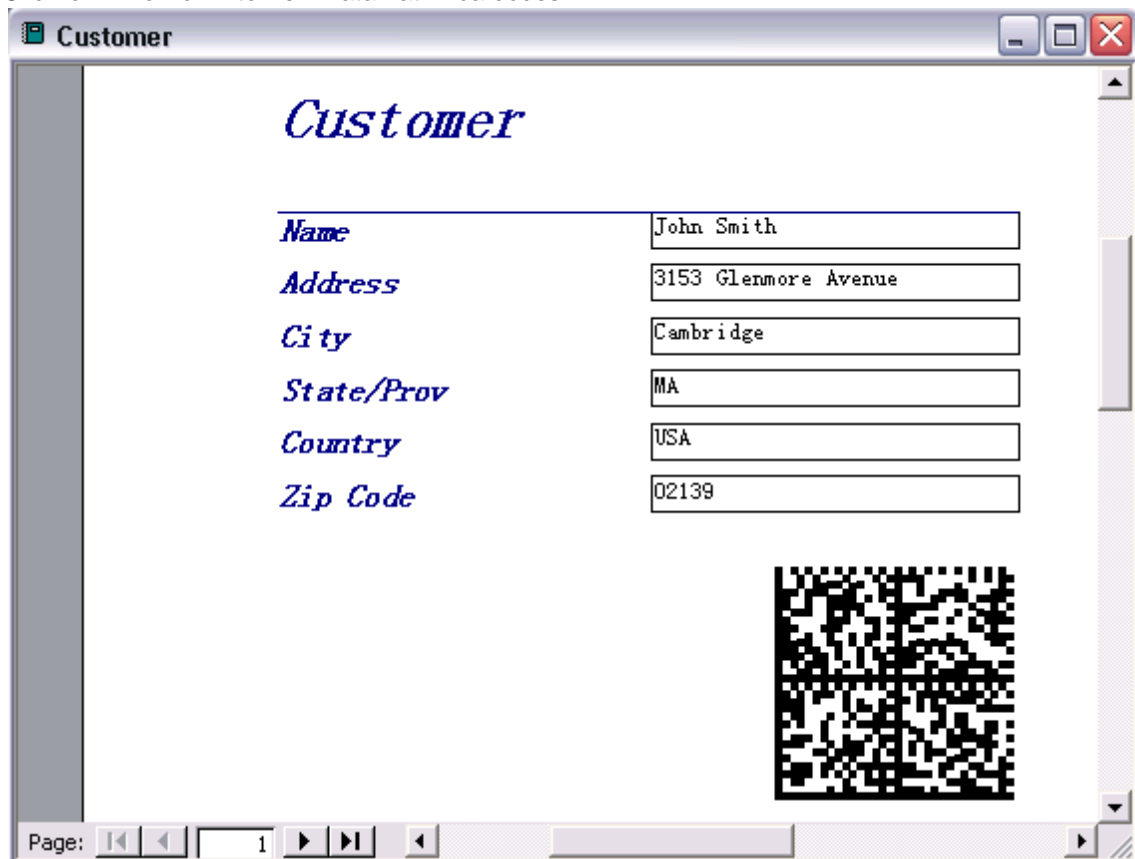 Customer
Customer
Name John Smith
Address 3153 Glenmore Avenue
City Cambridge
State/Prov MA
Country USA
Zip Code 02139
Page: 1